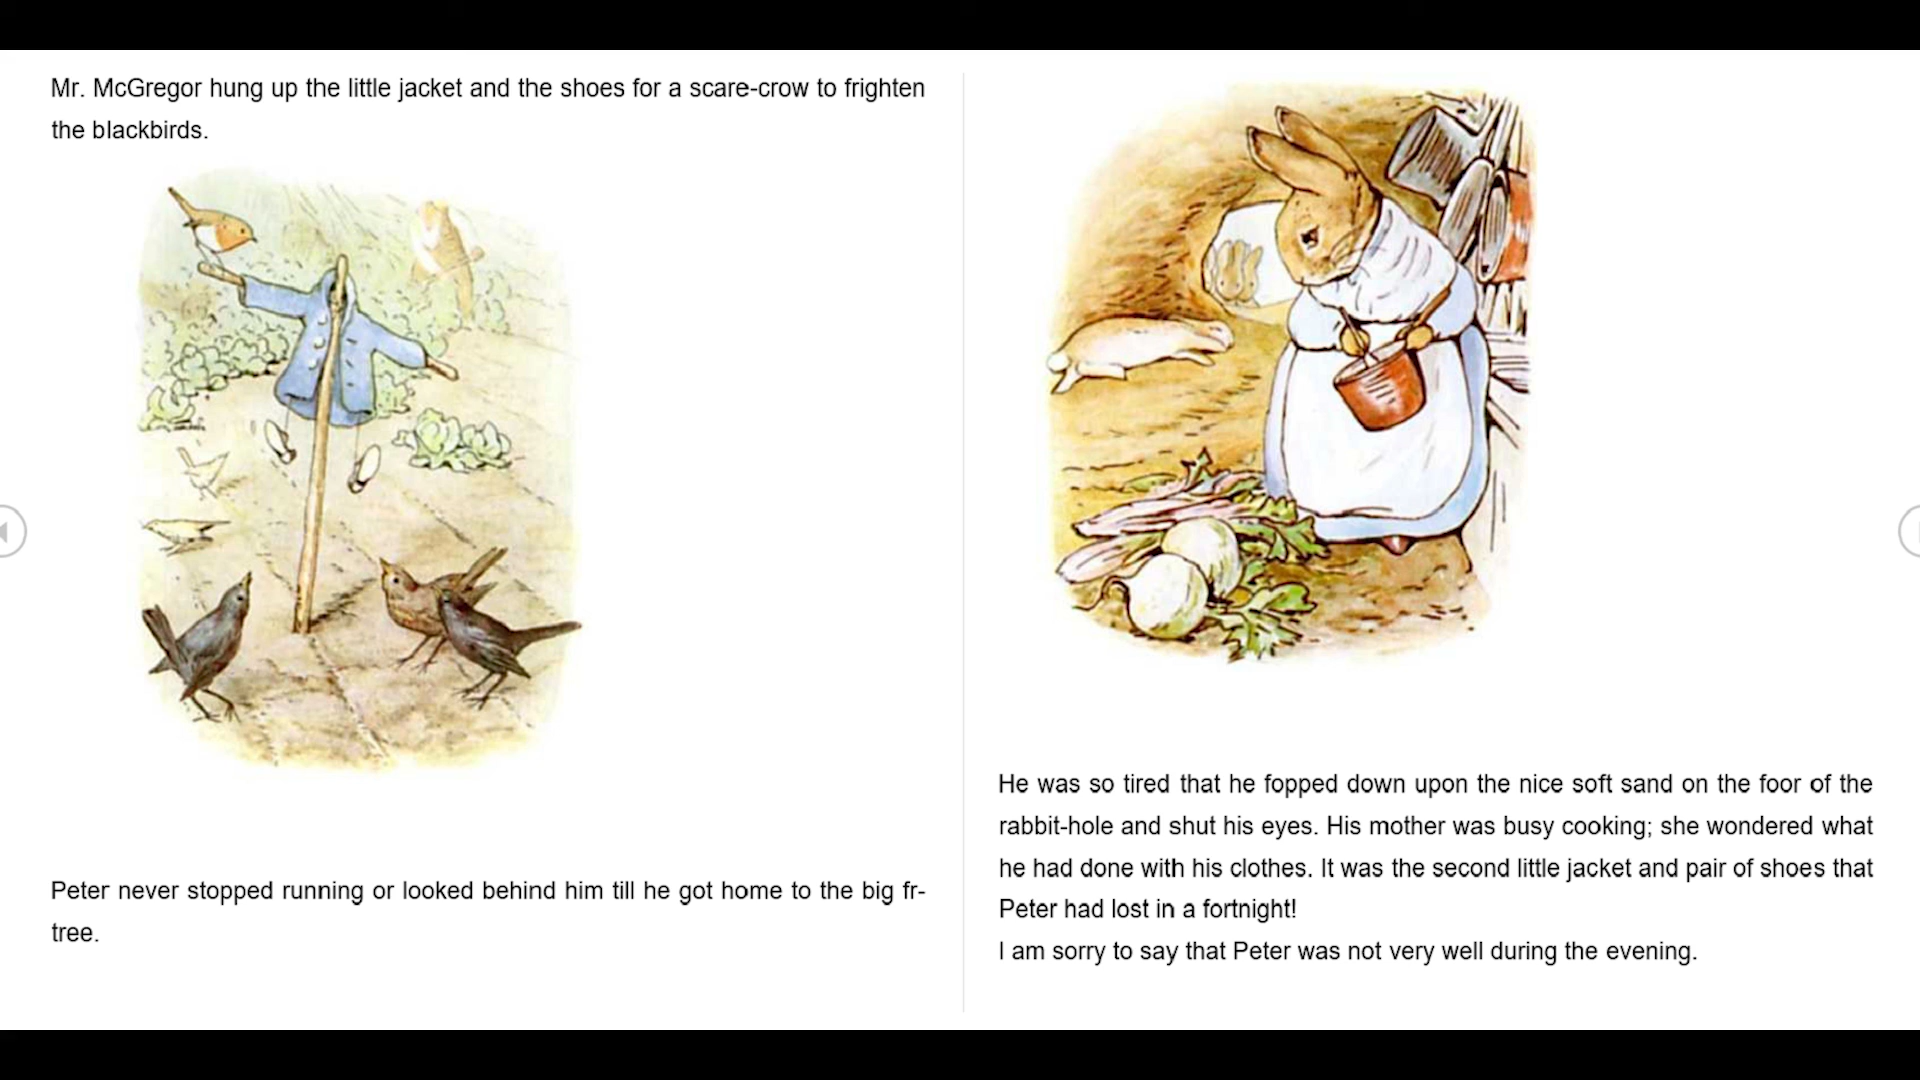 Mr. McGregor hung up the little jacket and the shoes for a scare-crow to frighten
the blackbirds.
Peter never stopped running or looked behind him till he got home to the big fr-
tree.
He was so tired that he fopped down upon the nice soft sand on the foor of the
rabbit-hole and shut his eyes. His mother was busy cooking; she wondered what
he had done with his clothes. It was the second little jacket and pair of shoes that
Peter had lost in a fortnight!
I am sorry to say that Peter was not very well during the evening.